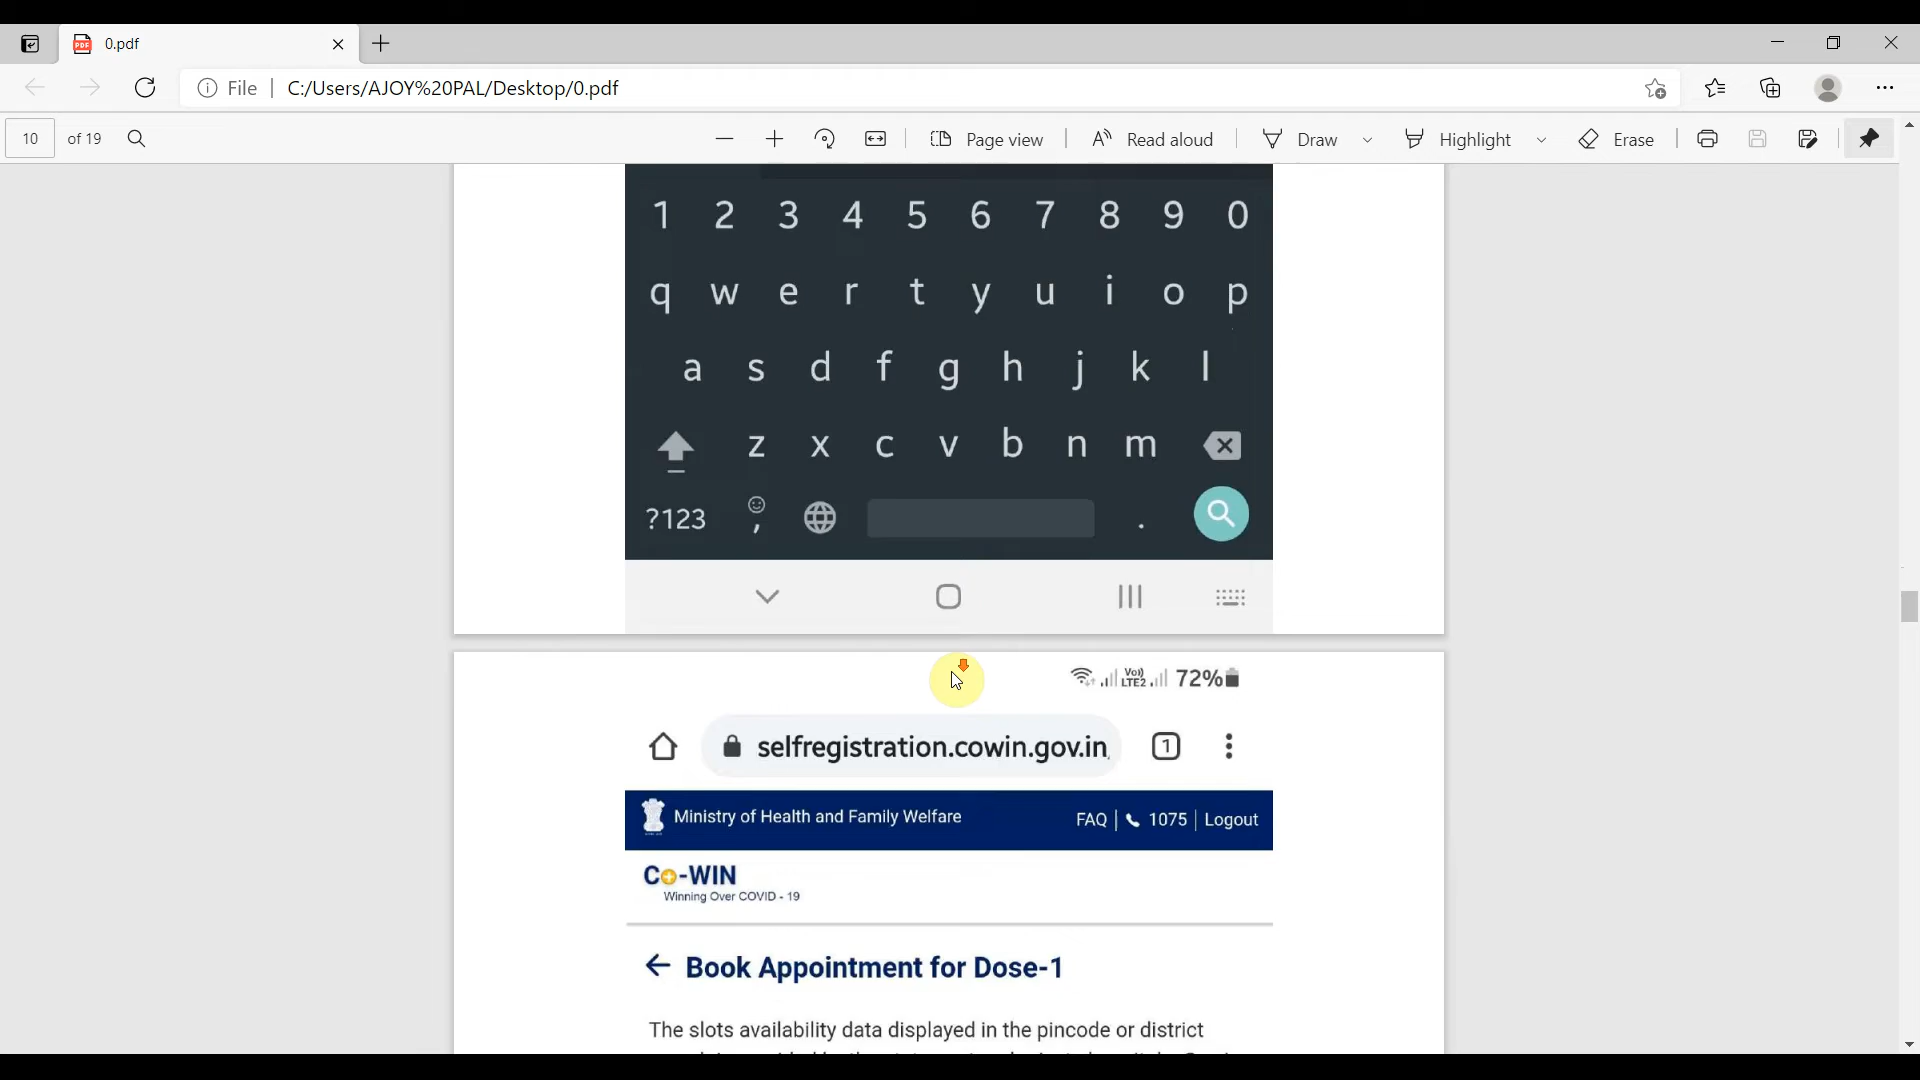 0.pdf
File C:/Users/AJOY%20PAL/Desktop/0.pdf
10 of 19 Page view Read aloud Draw Highlight Erase
1 2 3 4 5 6 7 8 9 0
q w e r t y u i o p
a s d f g h j k l
z x c v b n m
?123 , .
Vo) LTE2 72%
selfregistration.cowin.gov.in
1
Ministry of Health and Family Welfare FAQ | 1075 | Logout
Co-WIN
Winning Over COVID - 19
Book Appointment for Dose-1
The slots availability data displayed in the pincode or district